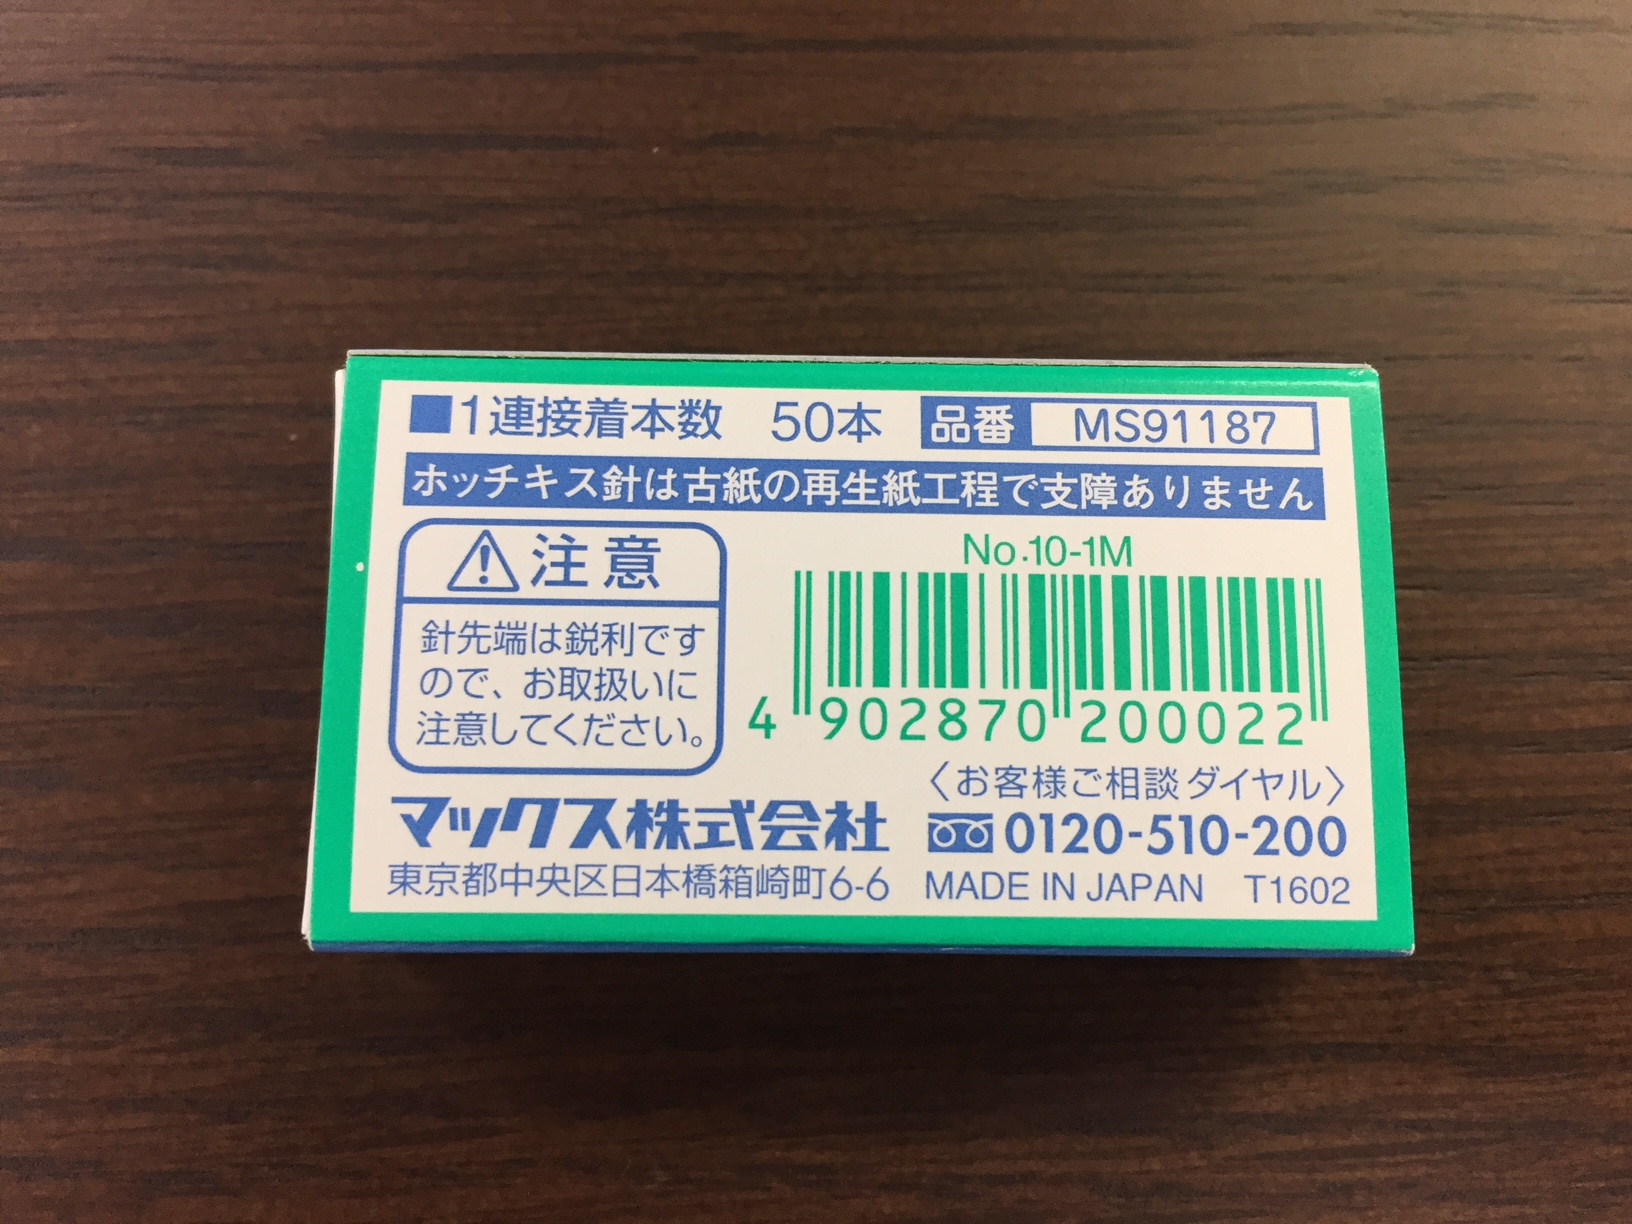 ■1連接着本数 50本 品番 MS91187
ホッチキス針は古紙の再生紙工程で支障ありません
注意
針先端は鋭利です
ので、お取扱いに
注意してください。
No.10-1M
4 902870 200022
〈お客様ご相談ダイヤル〉
0120-510-200
マックス株式会社
東京都中央区日本橋箱崎町6-6
MADE IN JAPAN T1602